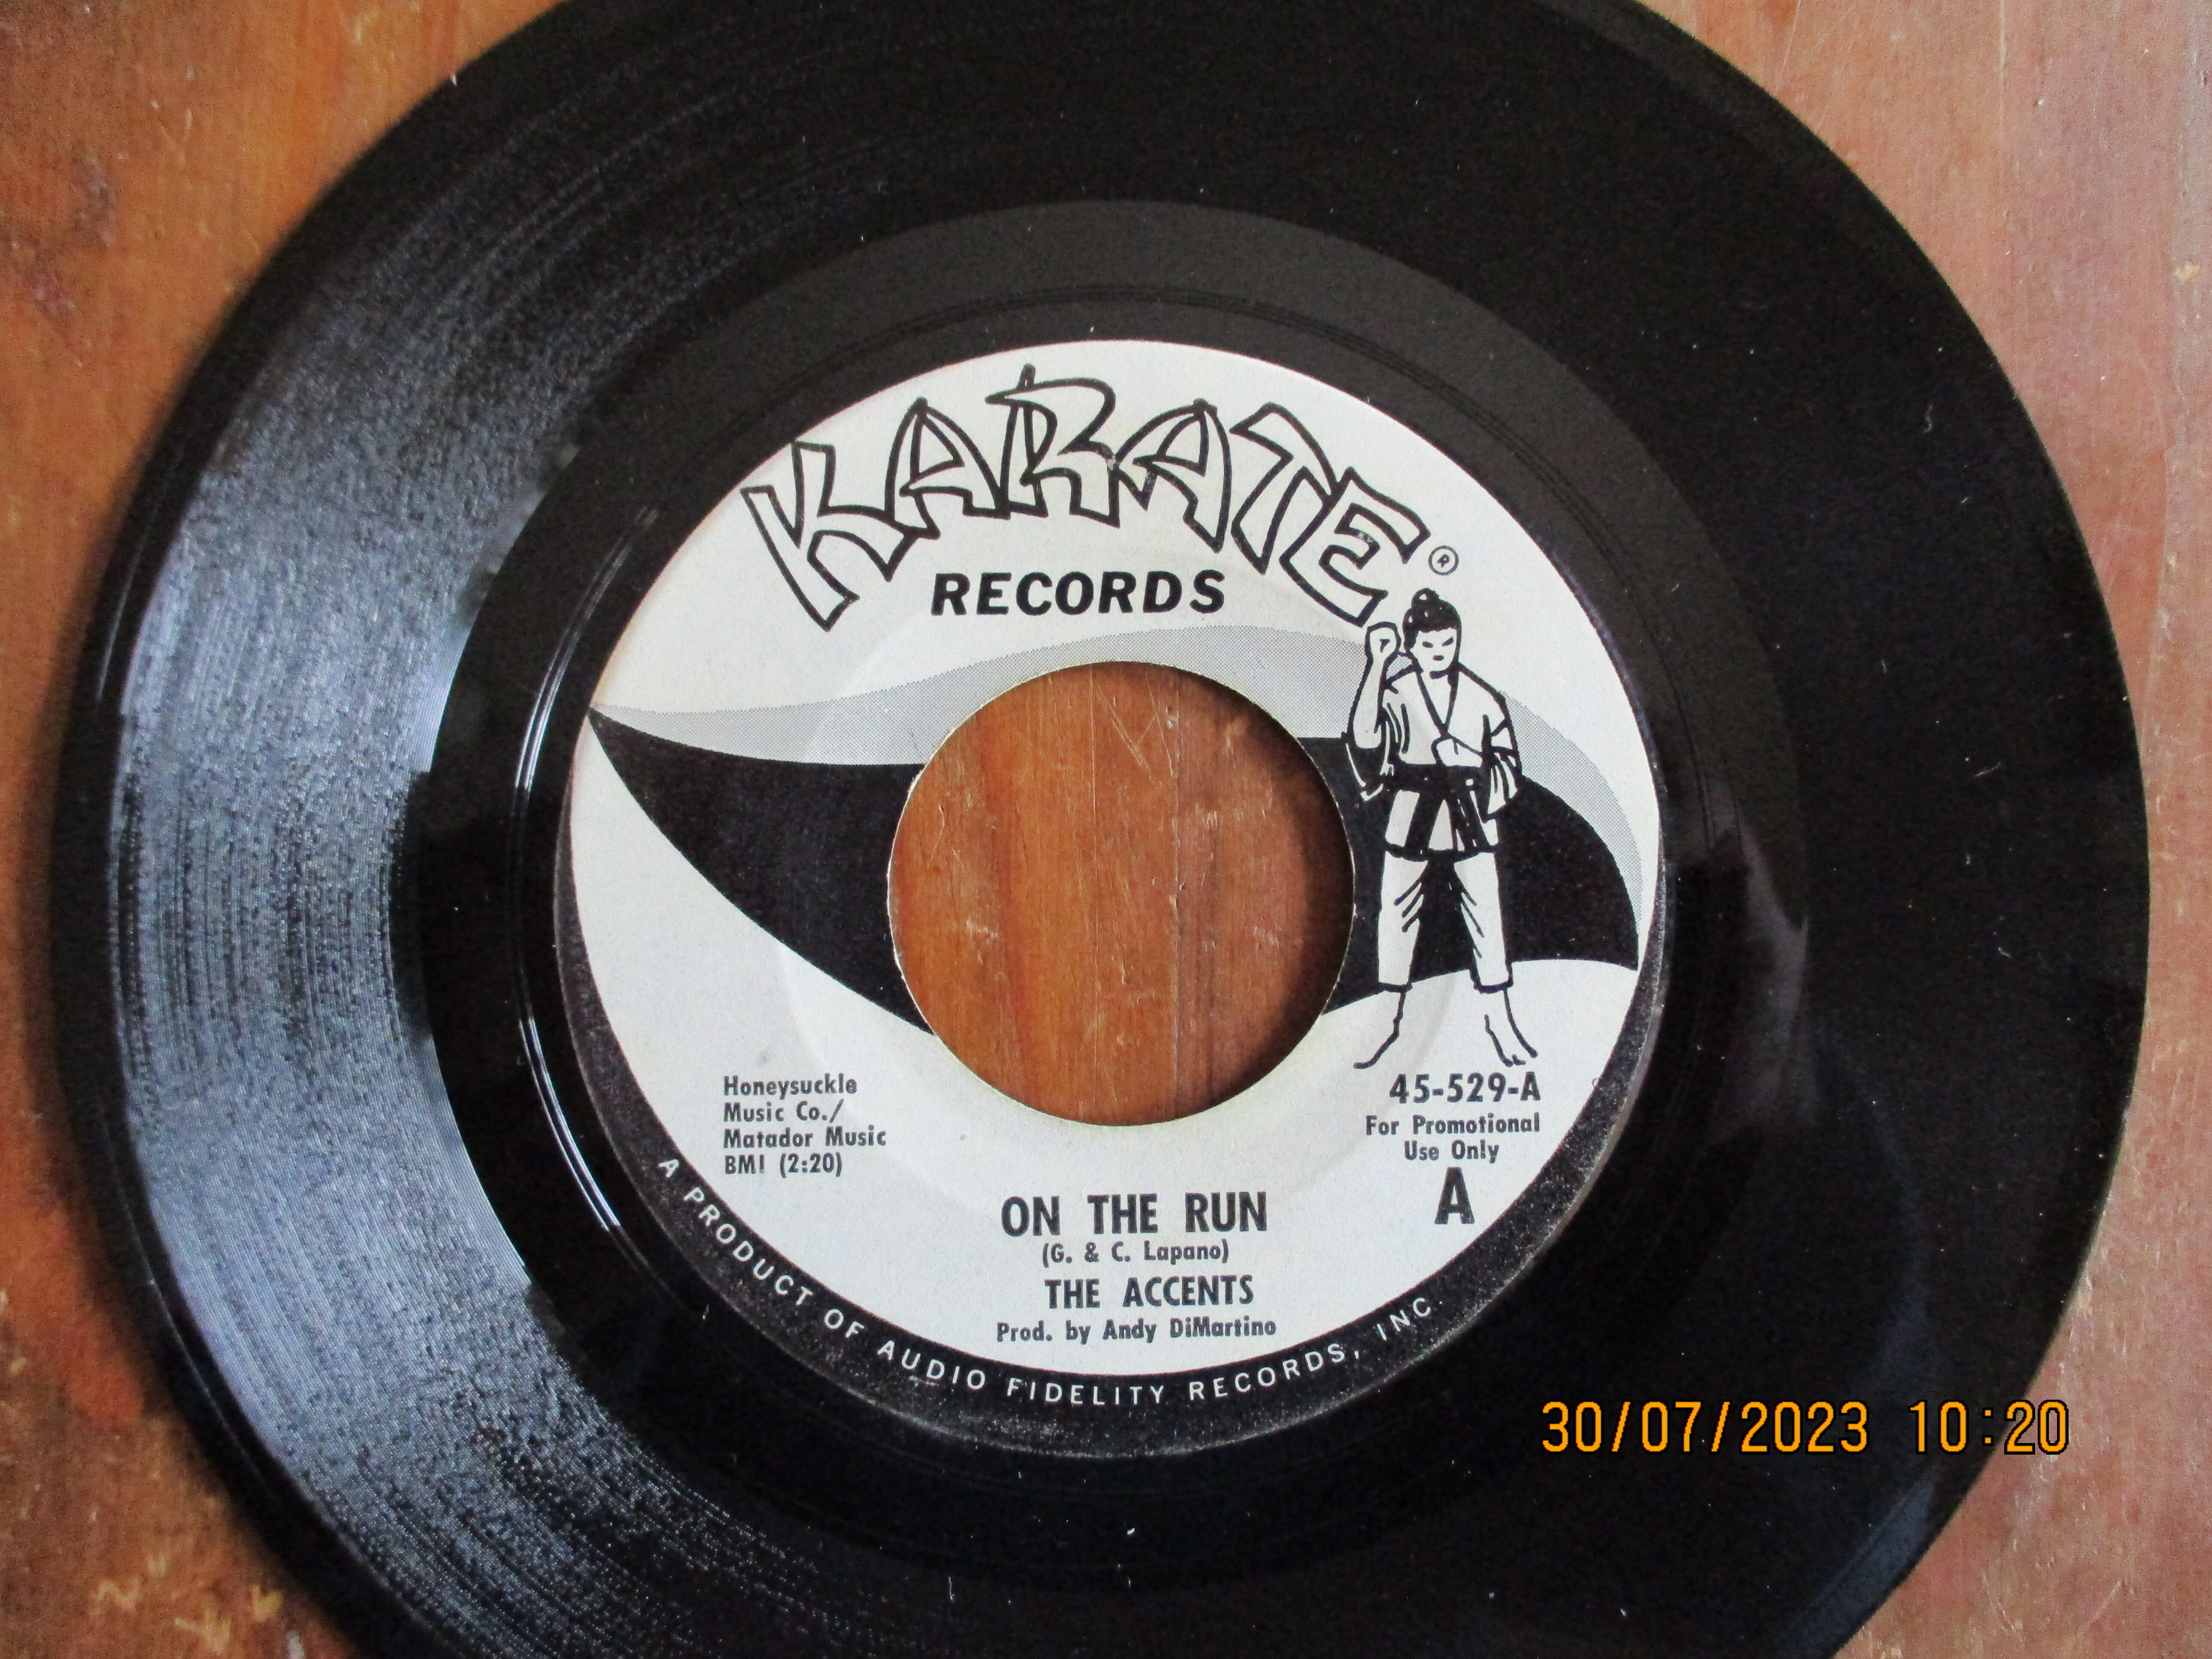 KARATE®
RECORDS
Honeysuckle
Music Co./
Matador Music
BMI (2:20)
45-529-A
For Promotional
Use Only
A
ON THE RUN
(G. & C. Lapano)
THE ACCENTS
Prod. by Andy DiMartino
A PRODUCT OF AUDIO FIDELITY RECORDS, INC.
30/07/2023 10:20